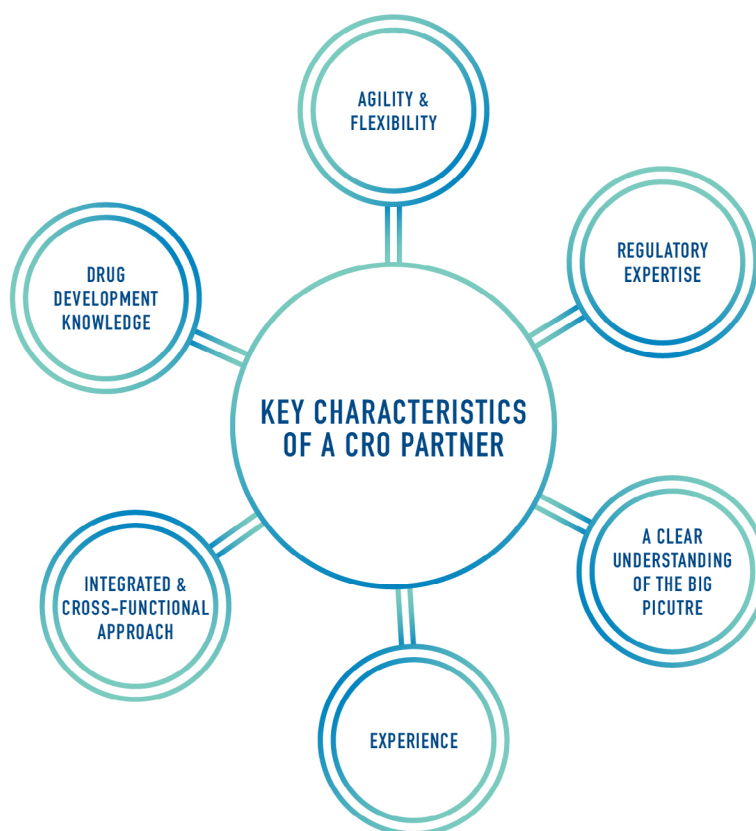 AGILITY &
FLEXIBILITY
REGULATORY
EXPERTISE
DRUG
DEVELOPMENT
KNOWLEDGE
KEY CHARACTERISTICS
OF A CRO PARTNER
A CLEAR
UNDERSTANDING
OF THE BIG
PICUTRE
INTEGRATED &
CROSS-FUNCTIONAL
APPROACH
EXPERIENCE